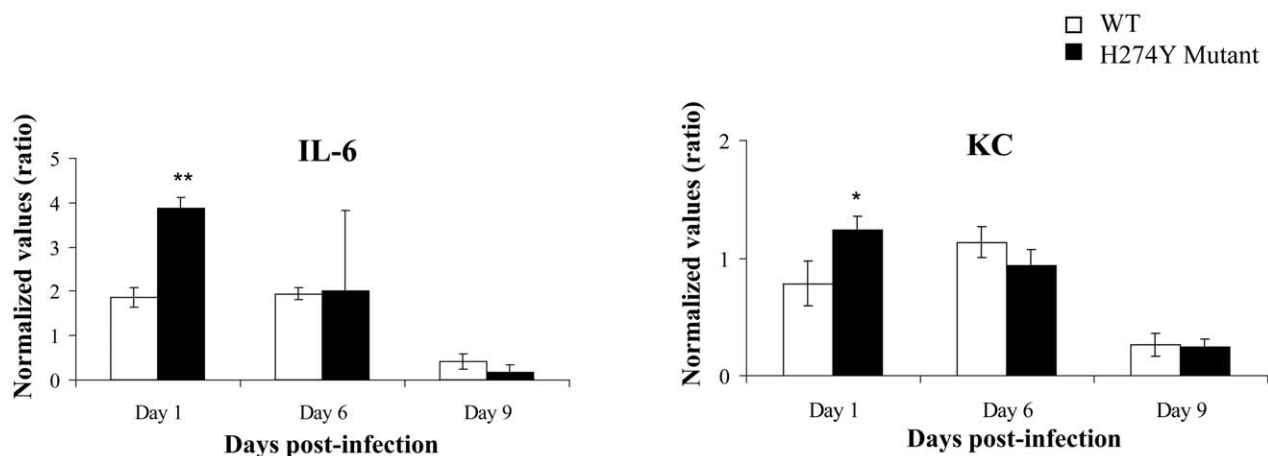 WT
H274Y Mutant
IL-6
Normalized values (ratio)
5
4
3
2
1
0
**
Day 1
Day 6
Day 9
Days post-infection
KC
Normalized values (ratio)
2
1
0
*
Day 1
Day 6
Day 9
Days post-infection